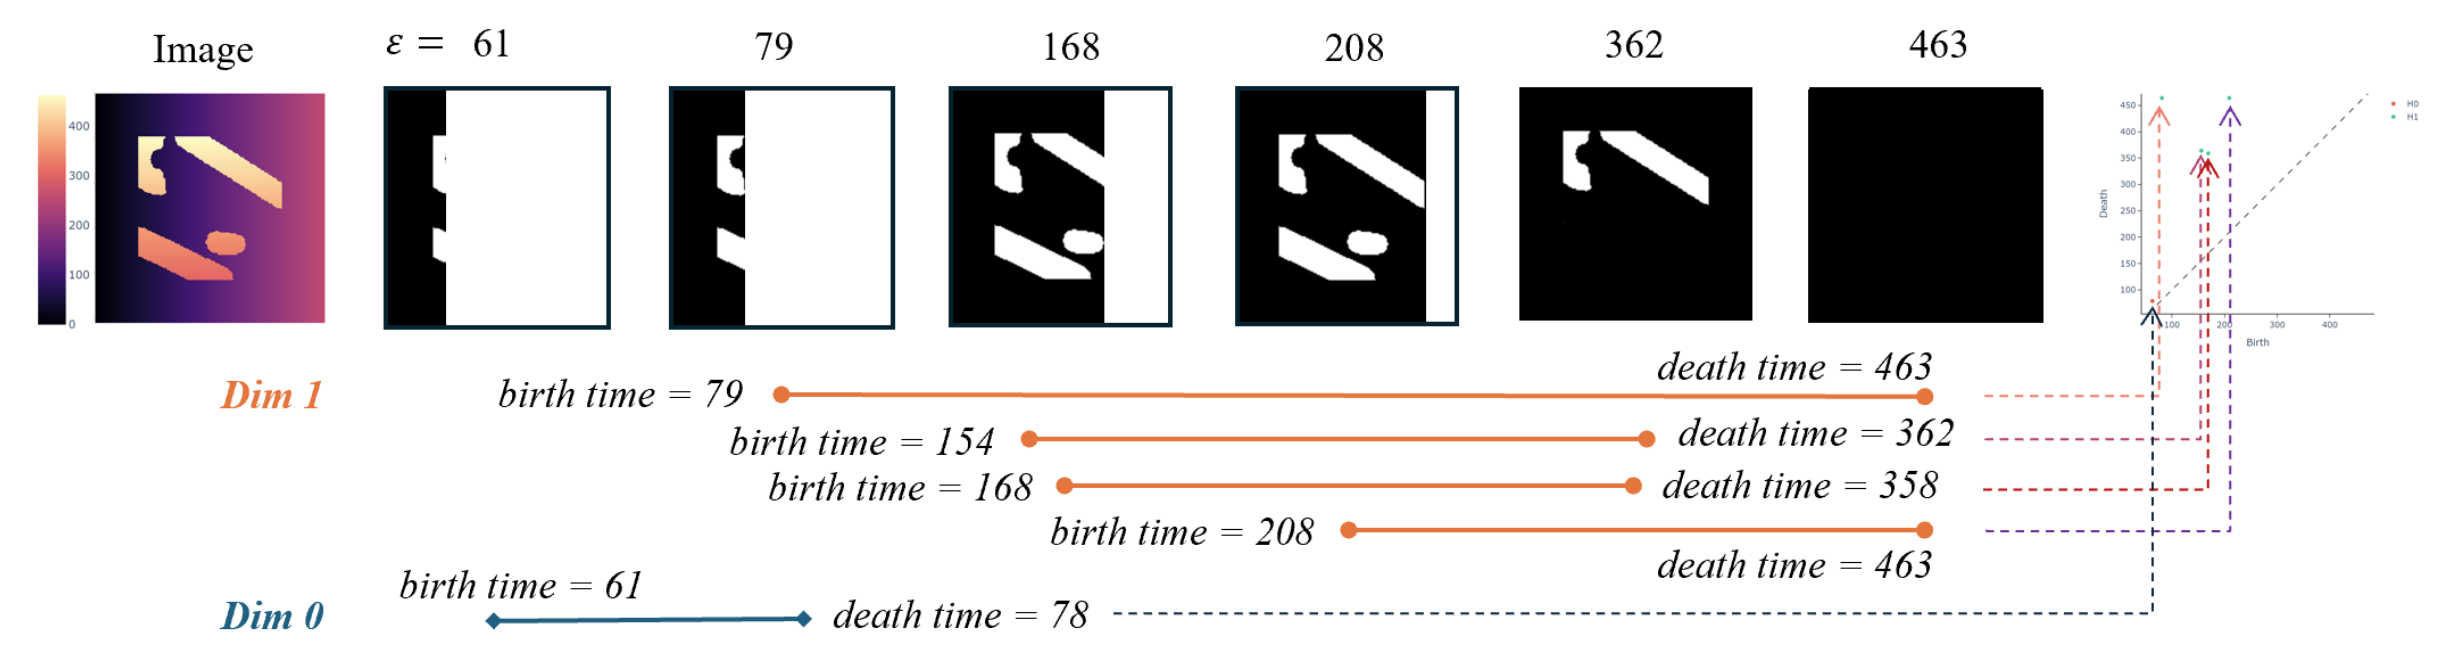 Image
ε = 61
79
168
208
362
463
400
300
200
100
0
450
400
350
300
250
200
150
100
Death
100
200
300
400
Birth
H0
H1
Dim 1
birth time = 79
death time = 463
birth time = 154
death time = 362
birth time = 168
death time = 358
birth time = 208
death time = 463
Dim 0
birth time = 61
death time = 78